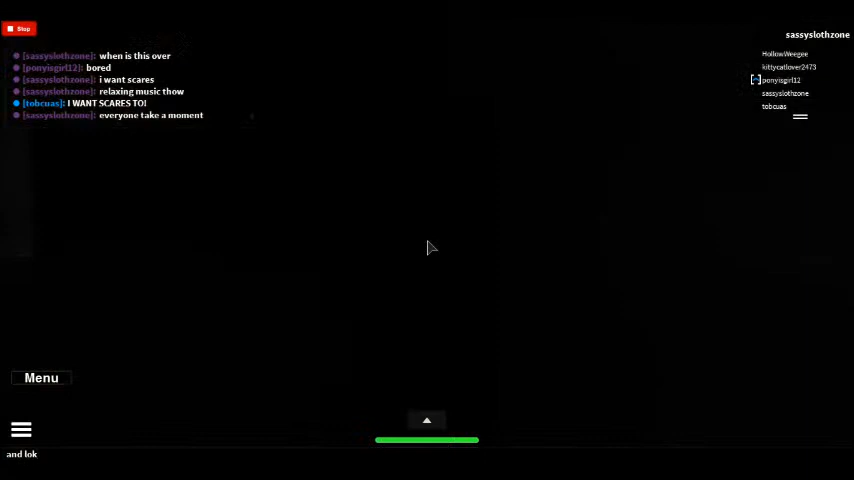 Stop
sassyslothzone
[sassyslothzone]: when is this over
[ponyisgirl12]: bored
[sassyslothzone]: i want scares
[sassyslothzone]: relaxing music thow
[tobcuas]: I WANT SCARES TO!
[sassyslothzone]: everyone take a moment
HollowWeegee
kittycatlover2473
ponyisgirl12
sassyslothzone
tobcuas
Menu
and lok